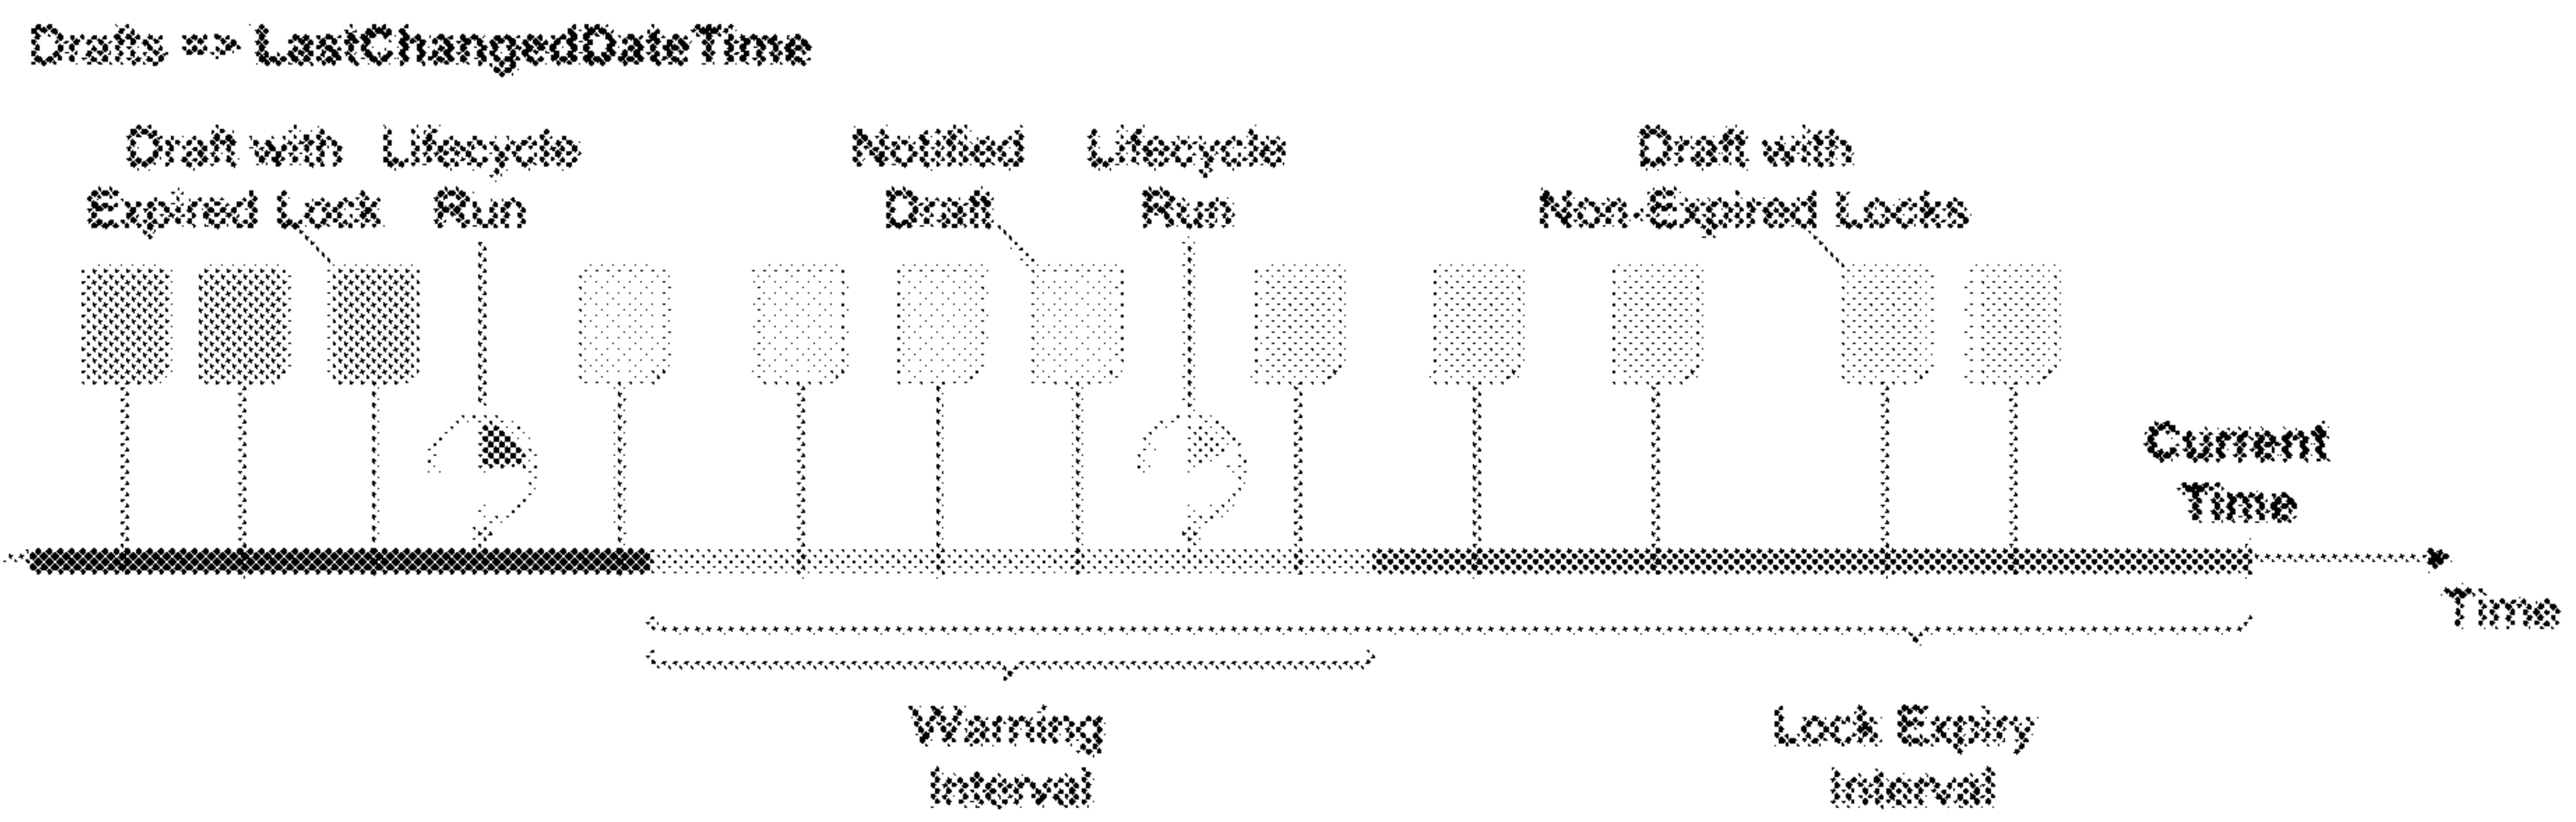 Drafts => LastChangedDateTime
Draft with
Expired Lock
Lifecycle
Run
Notified
Draft
Lifecycle
Run
Draft with
Non-Expired Locks
Current
Time
Time
Warning
Interval
Lock Expiry
Interval